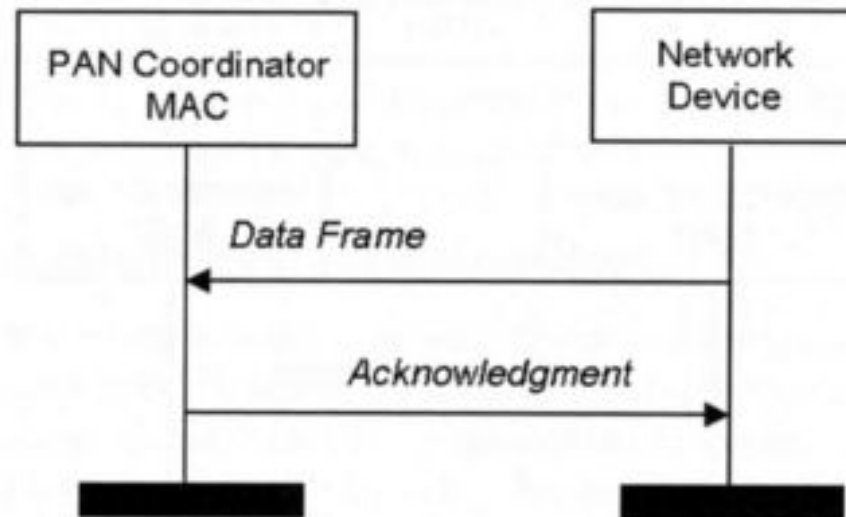 PAN Coordinator
MAC
Network
Device
Data Frame
Acknowledgment